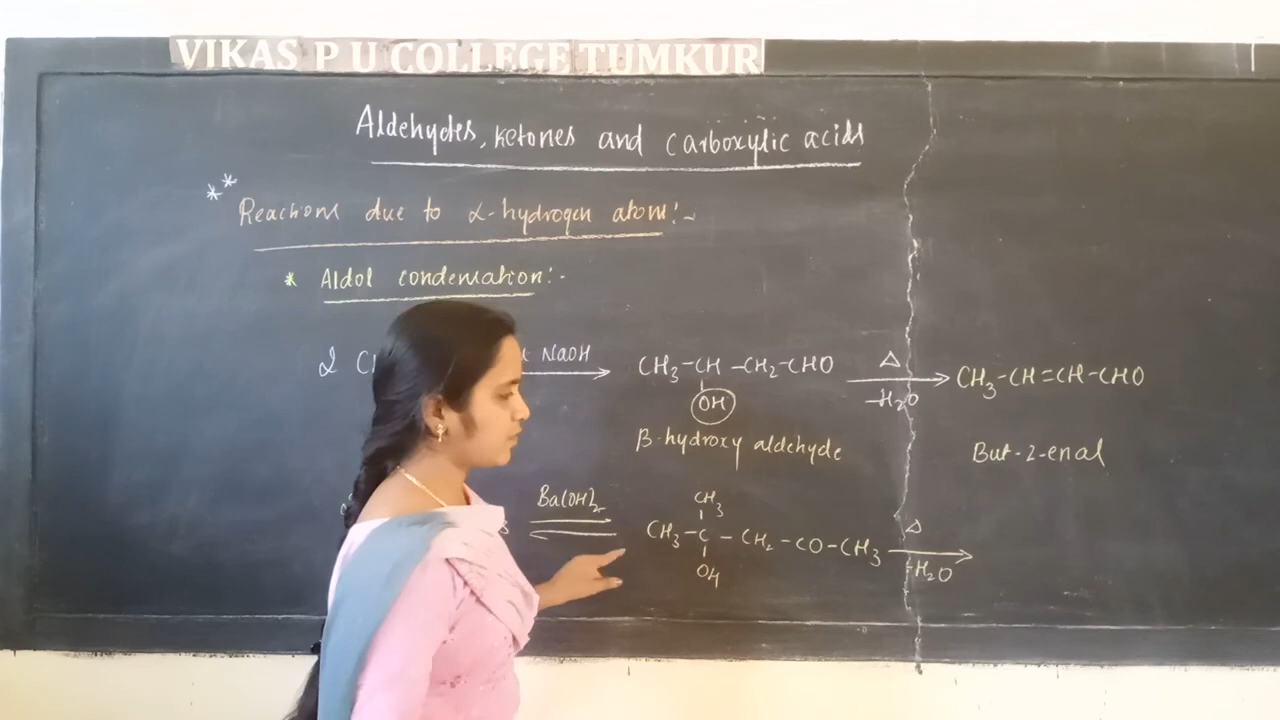 VIKAS P U COLLEGE TUMKUR
Aldehydes, ketones and carboxylic acids
** Reactions due to α-hydrogen atom:-
* Aldol condensation:-
2 NaOH CH3-CH-CH2-CHO Δ -H2O CH3-CH=CH-CHO
OH
β-hydroxy aldehyde But-2-enal
CH3
Ba(OH)2 CH3-C-CH2-CO-CH3 Δ -H2O
OH